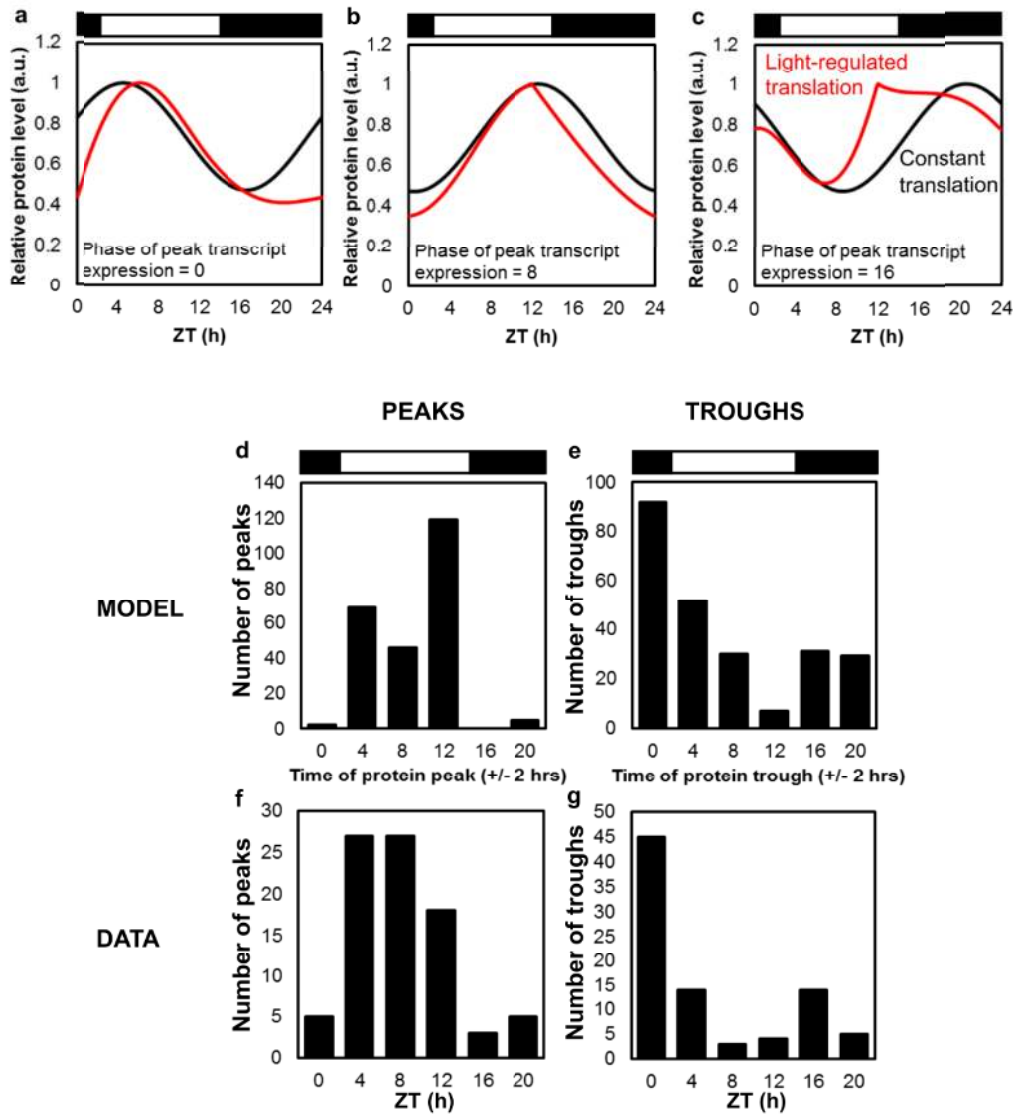 a
b
c
1.2
1
0.8
0.6
0.4
0.2
0
Relative protein level (a.u.)
Phase of peak transcript
expression = 0
0 4 8 12 16 20 24
ZT (h)
1.2
1
0.8
0.6
0.4
0.2
0
Relative protein level (a.u.)
Phase of peak transcript
expression = 8
0 4 8 12 16 20 24
ZT (h)
1.2
1
0.8
0.6
0.4
0.2
0
Relative protein level (a.u.)
Light-regulated
translation
Constant
translation
Phase of peak transcript
expression = 16
0 4 8 12 16 20 24
ZT (h)
PEAKS
TROUGHS
MODEL
d
140
120
100
80
60
40
20
0
Number of peaks
0 4 8 12 16 20
Time of protein peak (+/- 2 hrs)
e
100
80
60
40
20
0
Number of troughs
0 4 8 12 16 20
Time of protein trough (+/- 2 hrs)
DATA
f
30
25
20
15
10
5
0
Number of peaks
0 4 8 12 16 20
ZT (h)
g
50
45
40
35
30
25
20
15
10
5
0
Number of troughs
0 4 8 12 16 20
ZT (h)